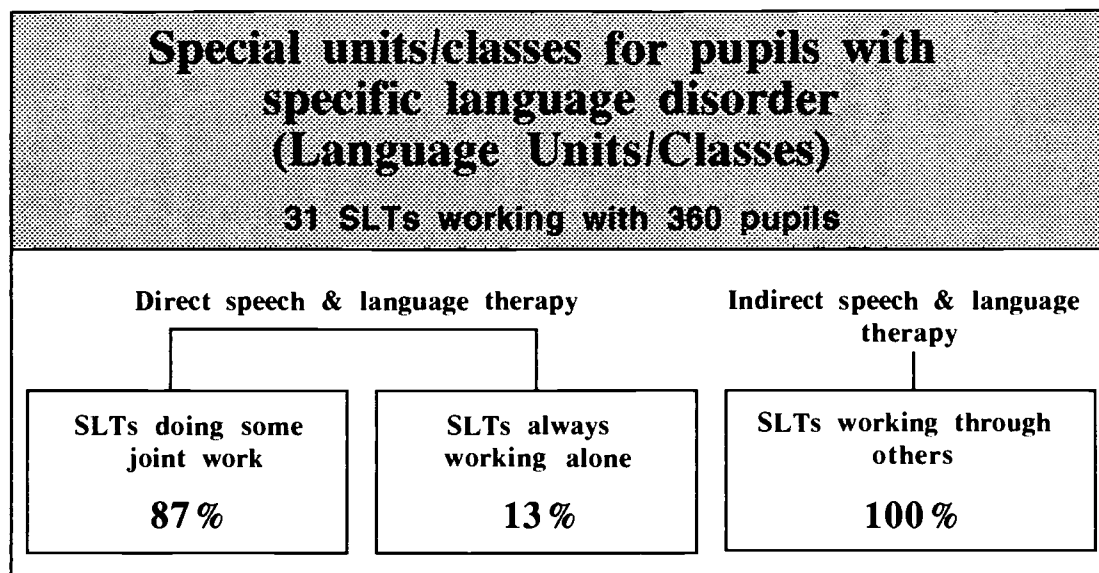 Special units/classes for pupils with
specific language disorder
(Language Units/Classes)
31 SLTs working with 360 pupils
Direct speech & language therapy
Indirect speech & language
therapy
SLTs doing some
joint work
87%
SLTs always
working alone
13%
SLTs working through
others
100%